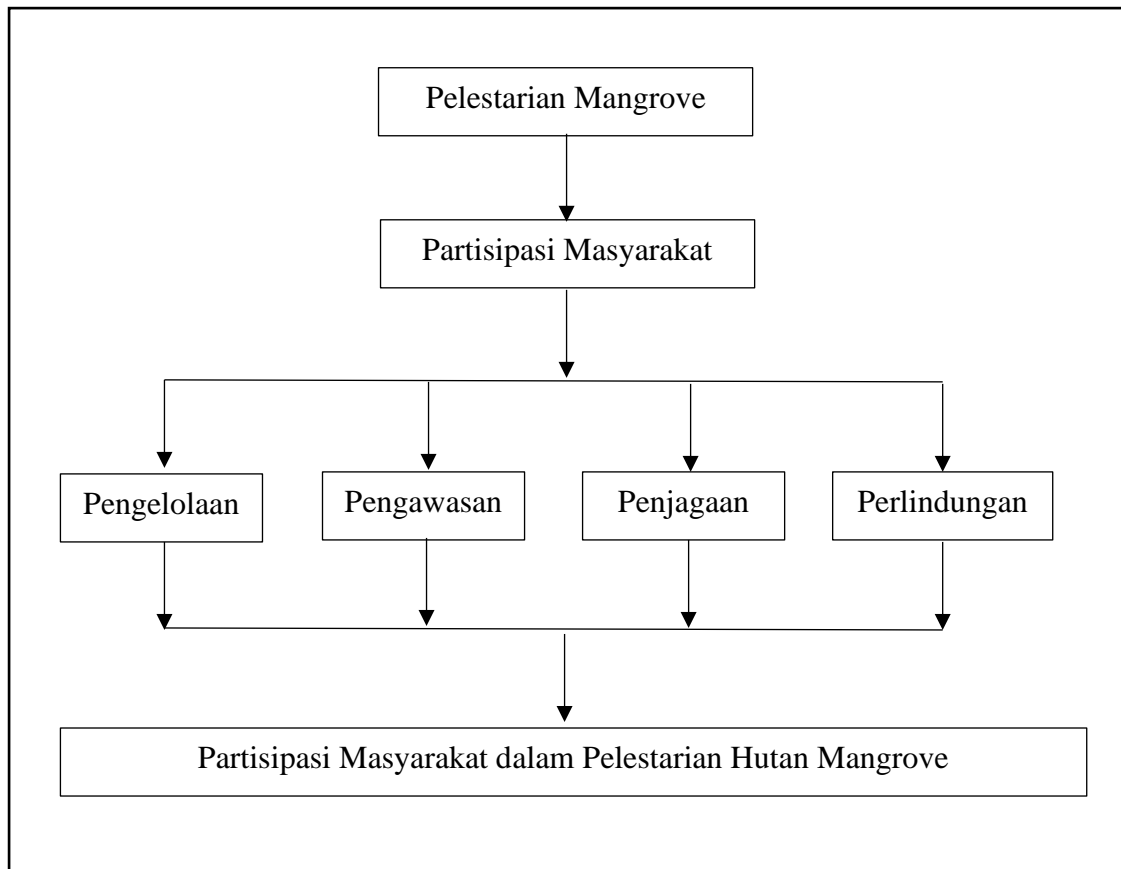 Pelestarian Mangrove
Partisipasi Masyarakat
Pengelolaan
Pengawasan
Penjagaan
Perlindungan
Partisipasi Masyarakat dalam Pelestarian Hutan Mangrove